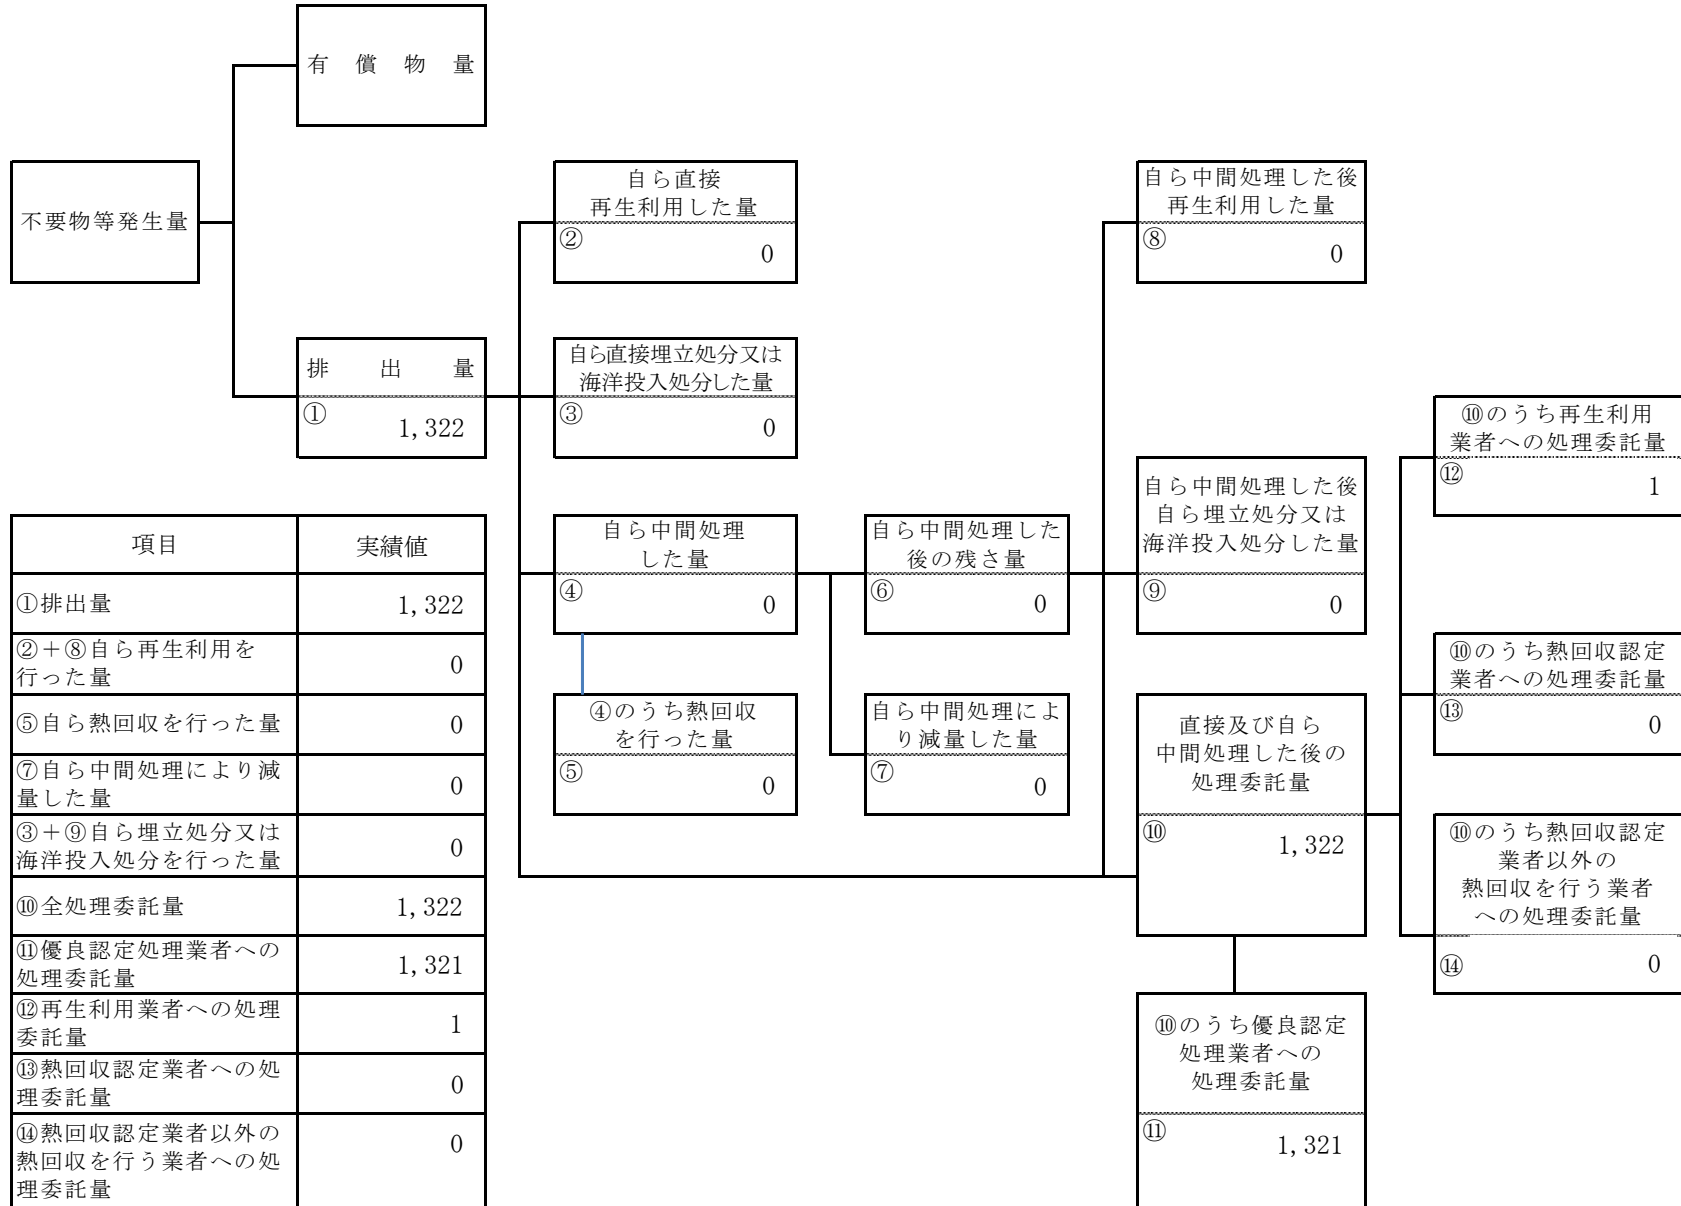 有償物量
不要物等発生量
排出量
① 1,322
自ら直接
再生利用した量
② 0
自ら直接埋立処分又は
海洋投入処分した量
③ 0
自ら中間処理
した量
④ 0
④のうち熱回収
を行った量
⑤ 0
自ら中間処理した
後の残さ量
⑥ 0
自ら中間処理によ
り減量した量
⑦ 0
自ら中間処理した後
再生利用した量
⑧ 0
自ら中間処理した後
自ら埋立処分又は
海洋投入処分した量
⑨ 0
直接及び自ら
中間処理した後の
処理委託量
⑩ 1,322
⑩のうち優良認定
処理業者への
処理委託量
⑪ 1,321
⑩のうち再生利用
業者への処理委託量
⑫ 1
⑩のうち熱回収認定
業者への処理委託量
⑬ 0
⑩のうち熱回収認定
業者以外の
熱回収を行う業者
への処理委託量
⑭ 0
項目 実績値
①排出量 1,322
②＋⑧自ら再生利用を
行った量 0
⑤自ら熱回収を行った量 0
⑦自ら中間処理により減
量した量 0
③＋⑨自ら埋立処分又は
海洋投入処分を行った量 0
⑩全処理委託量 1,322
⑪優良認定処理業者への
処理委託量 1,321
⑫再生利用業者への処理
委託量 1
⑬熱回収認定業者への処
理委託量 0
⑭熱回収認定業者以外の
熱回収を行う業者への処
理委託量 0